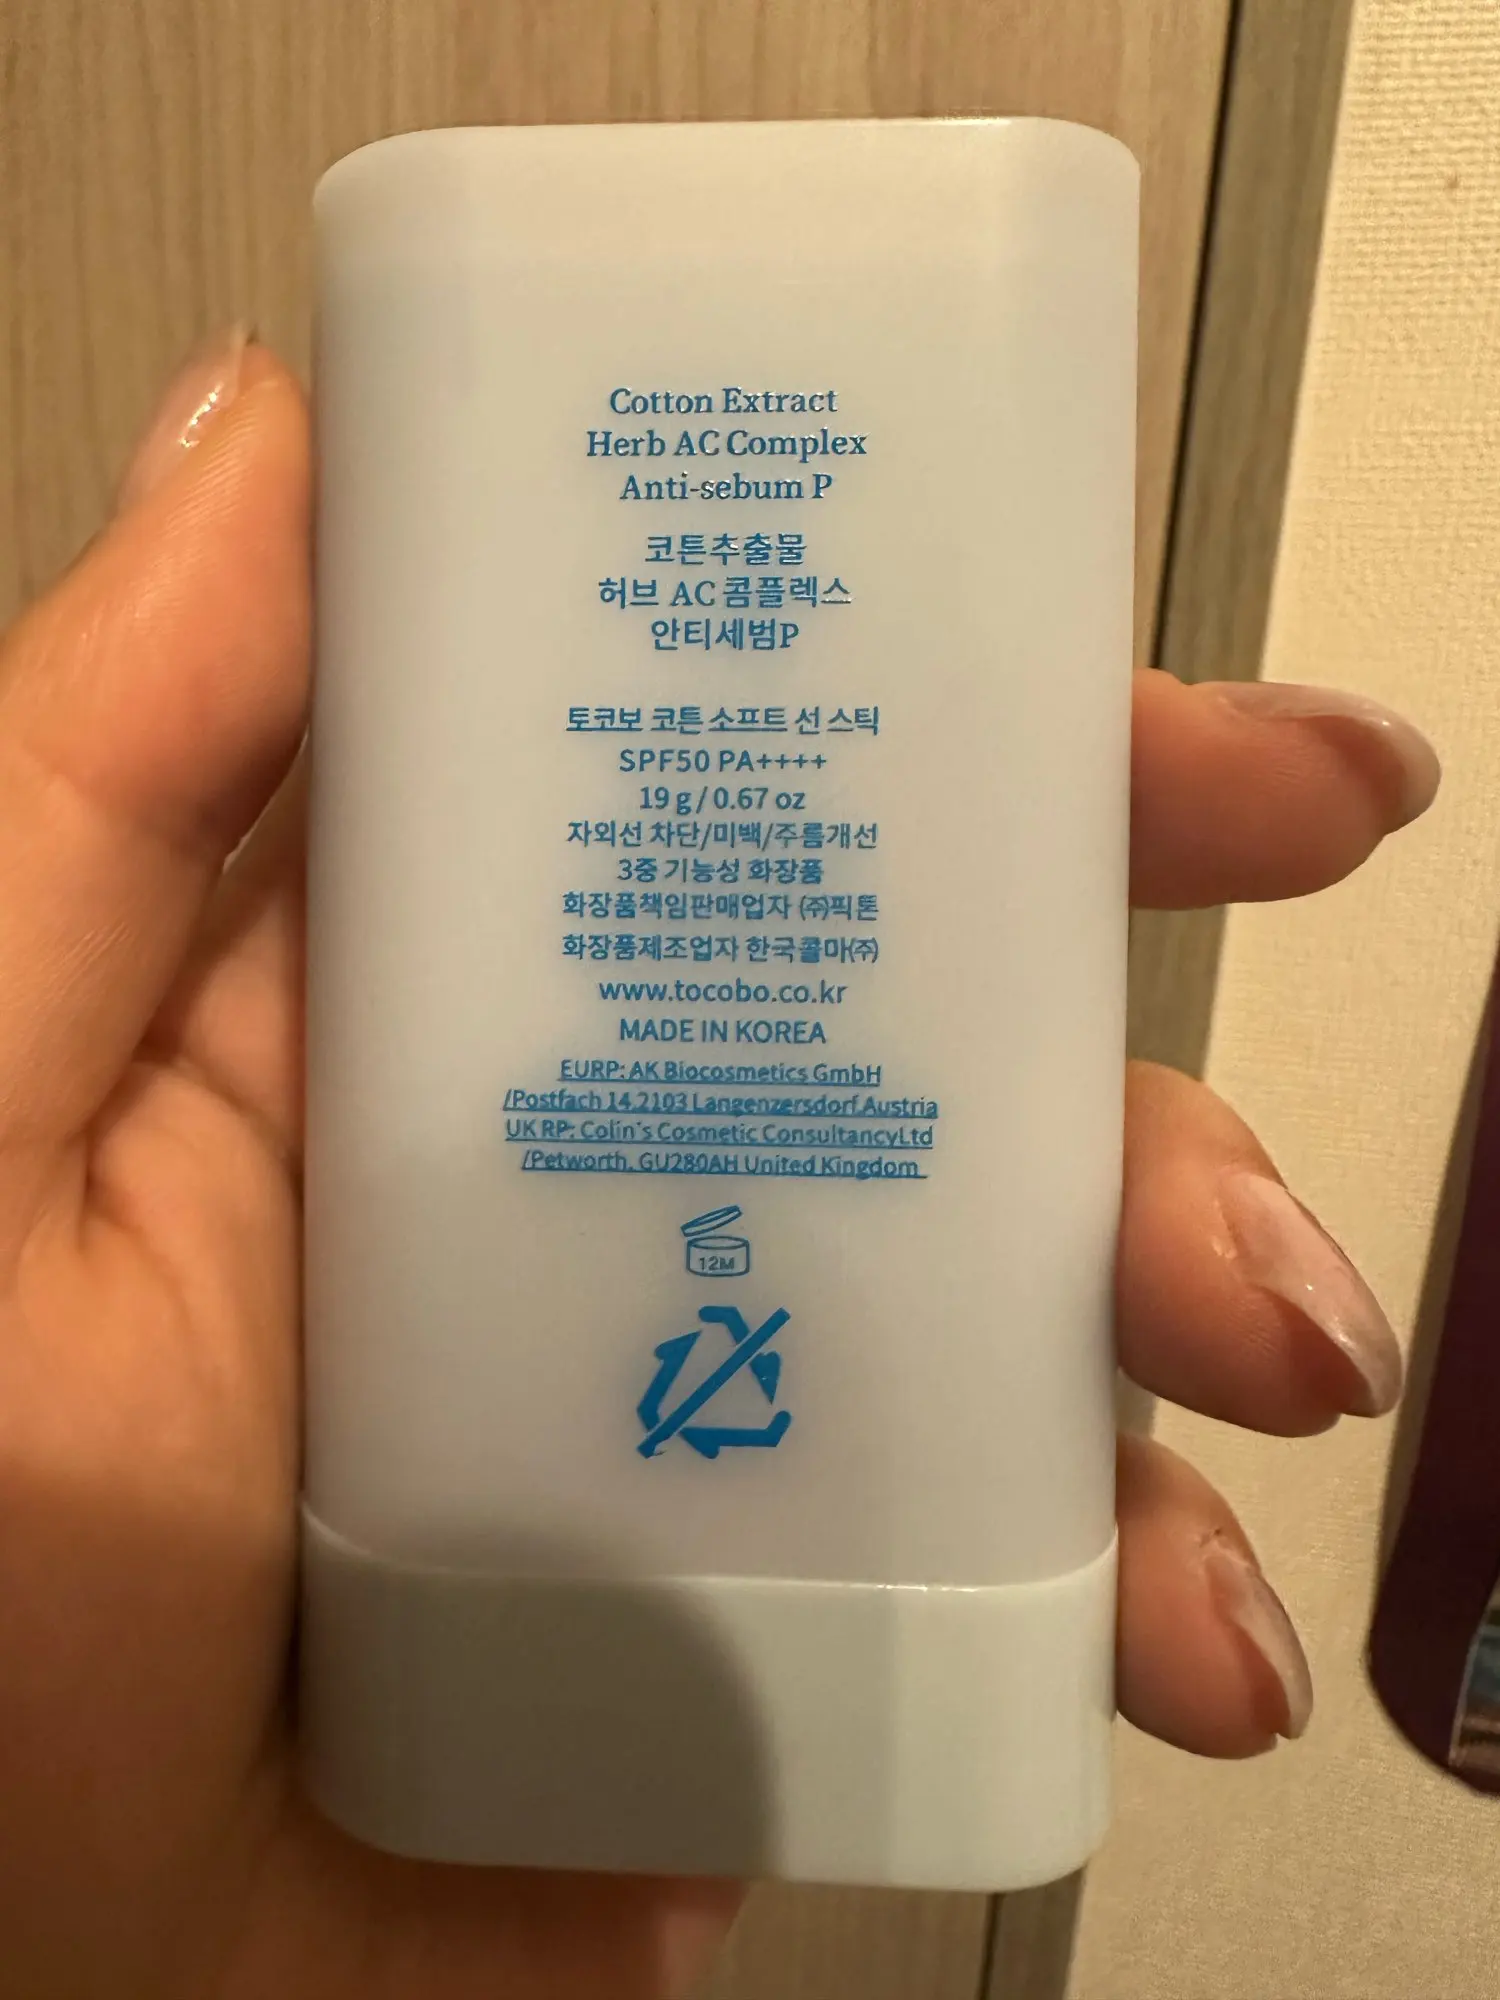 Cotton Extract
Herb AC Complex
Anti-sebum P
코튼추출물
허브 AC 콤플렉스
안티세범P
토코보 코튼 소프트 선 스틱
SPF50 PA++++
19 g / 0.67 oz
자외선 차단/미백/주름개선
3중 기능성 화장품
화장품책임판매업자 ㈜픽톤
화장품제조업자 한국콜마㈜
www.tocobo.co.kr
MADE IN KOREA
EURP: AK Biocosmetics GmbH
/Postfach 14,2103 Langenzersdorf,Austria
UK RP: Colin's Cosmetic ConsultancyLtd
/Petworth, GU280AH United Kingdom
12M